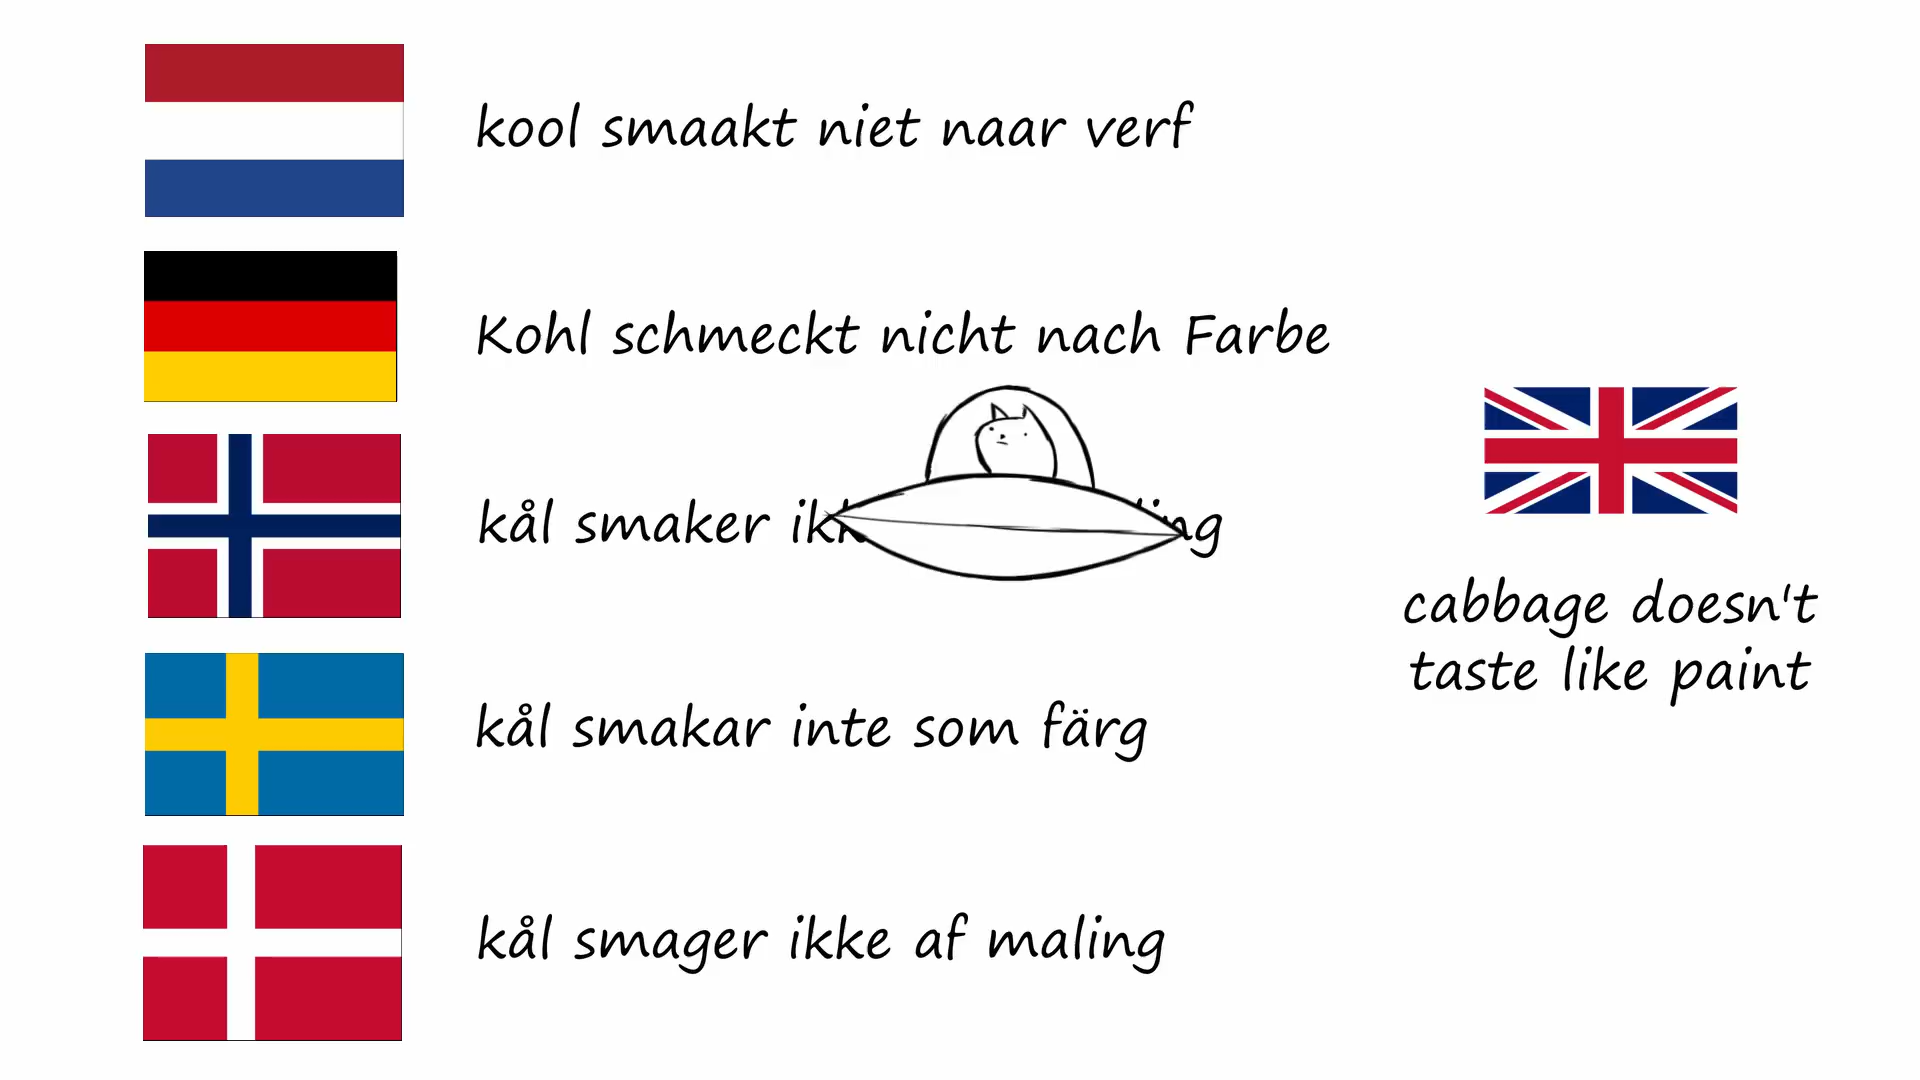 kool smaakt niet naar verf
Kohl schmeckt nicht nach Farbe
kål smaker
kål smakar inte som färg
kål smager ikke af maling
cabbage doesn't
taste like paint